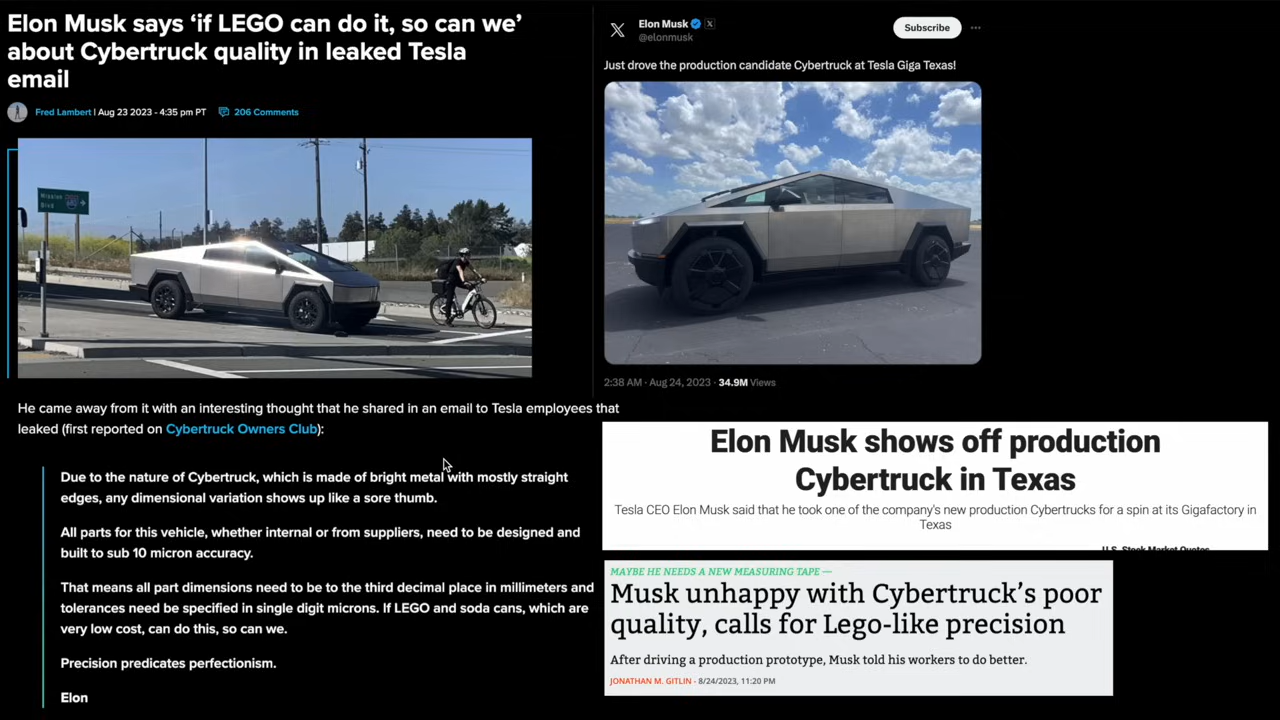 Elon Musk says ‘if LEGO can do it, so can we’
about Cybertruck quality in leaked Tesla
email
Fred Lambert | Aug 23 2023 - 4:35 pm PT
206 Comments
Mission
Blvd
He came away from it with an interesting thought that he shared in an email to Tesla employees that
leaked (first reported on Cybertruck Owners Club):
Due to the nature of Cybertruck, which is made of bright metal with mostly straight
edges, any dimensional variation shows up like a sore thumb.
All parts for this vehicle, whether internal or from suppliers, need to be designed and
built to sub 10 micron accuracy.
That means all part dimensions need to be to the third decimal place in millimeters and
tolerances need be specified in single digit microns. If LEGO and soda cans, which are
very low cost, can do this, so can we.
Precision predicates perfectionism.
Elon
Elon Musk
@elonmusk
Subscribe
Just drove the production candidate Cybertruck at Tesla Giga Texas!
2:38 AM · Aug 24, 2023 · 34.9M Views
Elon Musk shows off production
Cybertruck in Texas
Tesla CEO Elon Musk said that he took one of the company's new production Cybertrucks for a spin at its Gigafactory in
Texas
U.S. Stock Market Quotes
MAYBE HE NEEDS A NEW MEASURING TAPE —
Musk unhappy with Cybertruck’s poor
quality, calls for Lego-like precision
After driving a production prototype, Musk told his workers to do better.
JONATHAN M. GITLIN - 8/24/2023, 11:20 PM